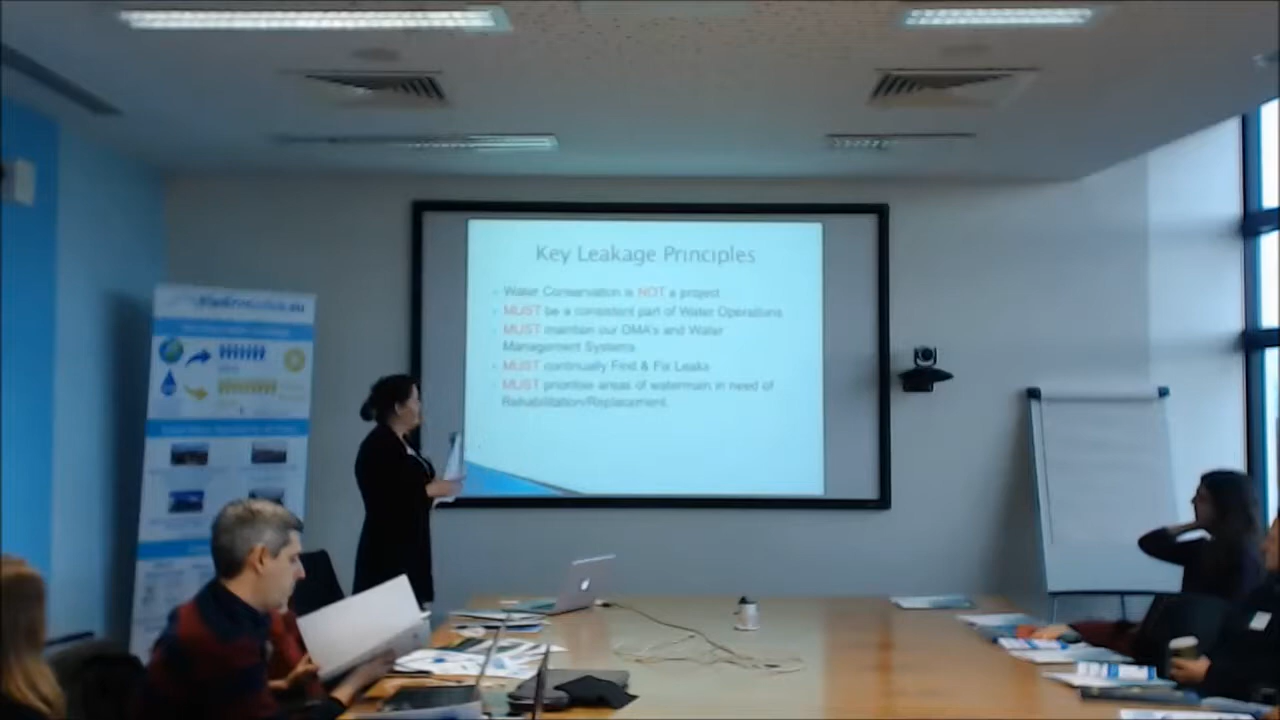 Key Leakage Principles
Water Conservation is NOT a project
MUST be a consistent part of Water Operations
MUST maintain our DMA's and Water
Management Systems
MUST continually Find & Fix Leaks
MUST prioritise areas of watermain in need of
Rehabilitation/Replacement.